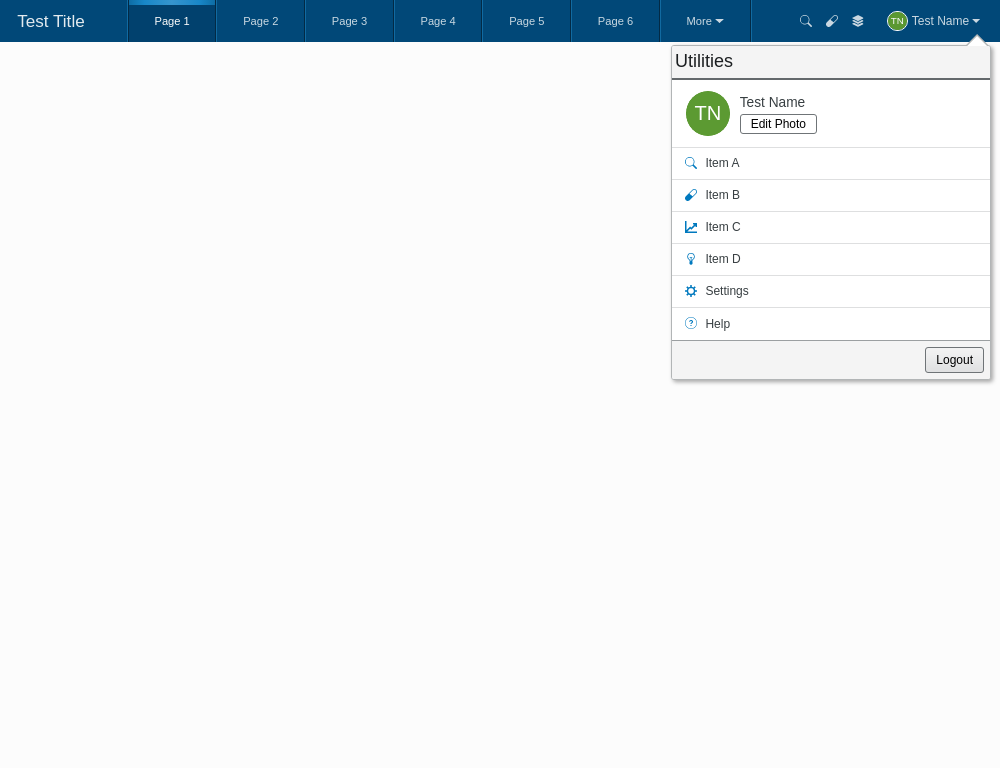 Test Title Page 1 Page 2 Page 3 Page 4 Page 5 Page 6 More TN Test Name
Utilities
TN Test Name
Edit Photo
Item A
Item B
Item C
Item D
Settings
? Help
Logout